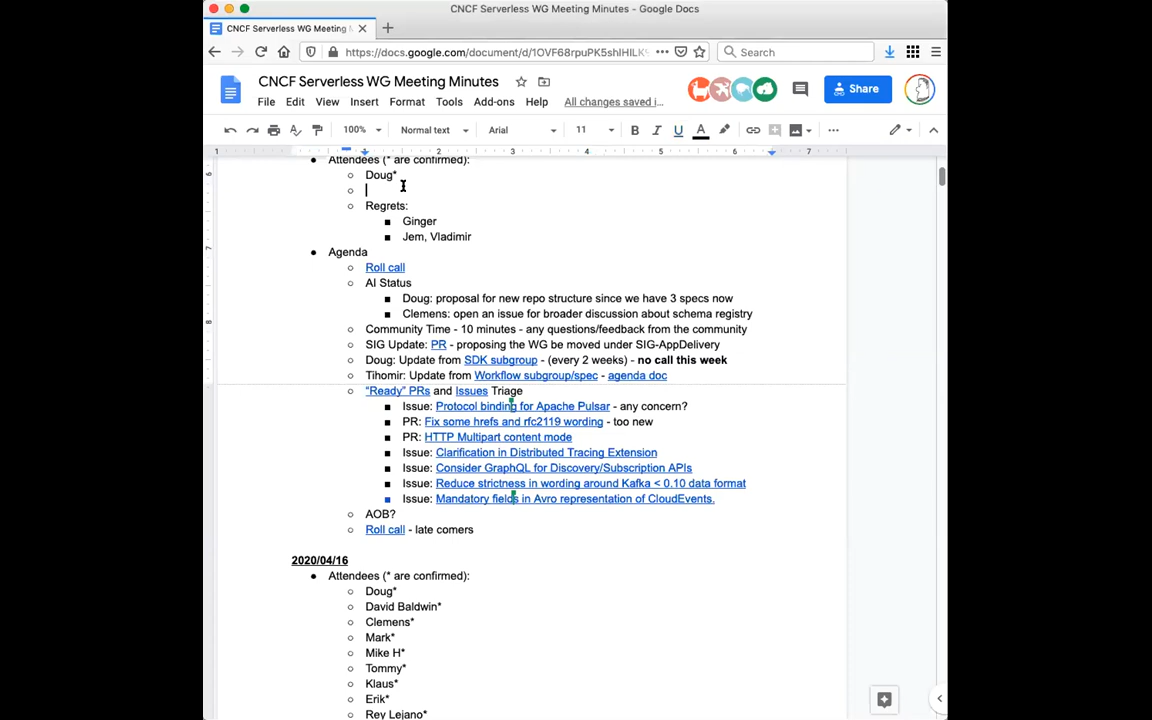 CNCF Serverless WG Meeting Minutes - Google Docs
CNCF Serverless WG Meeting
https://docs.google.com/document/d/1OVF68rpuPK5shlHILK
Search
CNCF Serverless WG Meeting Minutes
File Edit View Insert Format Tools Add-ons Help All changes saved i...
Share
100% Normal text Arial 11 B I U A
1 2 3 4 5 6 7
Attendees (* are confirmed):
Doug*
Regrets:
Ginger
Jem, Vladimir
Agenda
Roll call
AI Status
Doug: proposal for new repo structure since we have 3 specs now
Clemens: open an issue for broader discussion about schema registry
Community Time - 10 minutes - any questions/feedback from the community
SIG Update: PR - proposing the WG be moved under SIG-AppDelivery
Doug: Update from SDK subgroup - (every 2 weeks) - no call this week
Tihomir: Update from Workflow subgroup/spec - agenda doc
“Ready” PRs and Issues Triage
Issue: Protocol binding for Apache Pulsar - any concern?
PR: Fix some hrefs and rfc2119 wording - too new
PR: HTTP Multipart content mode
Issue: Clarification in Distributed Tracing Extension
Issue: Consider GraphQL for Discovery/Subscription APIs
Issue: Reduce strictness in wording around Kafka < 0.10 data format
Issue: Mandatory fields in Avro representation of CloudEvents.
AOB?
Roll call - late comers
2020/04/16
Attendees (* are confirmed):
Doug*
David Baldwin*
Clemens*
Mark*
Mike H*
Tommy*
Klaus*
Erik*
Rey Lejano*